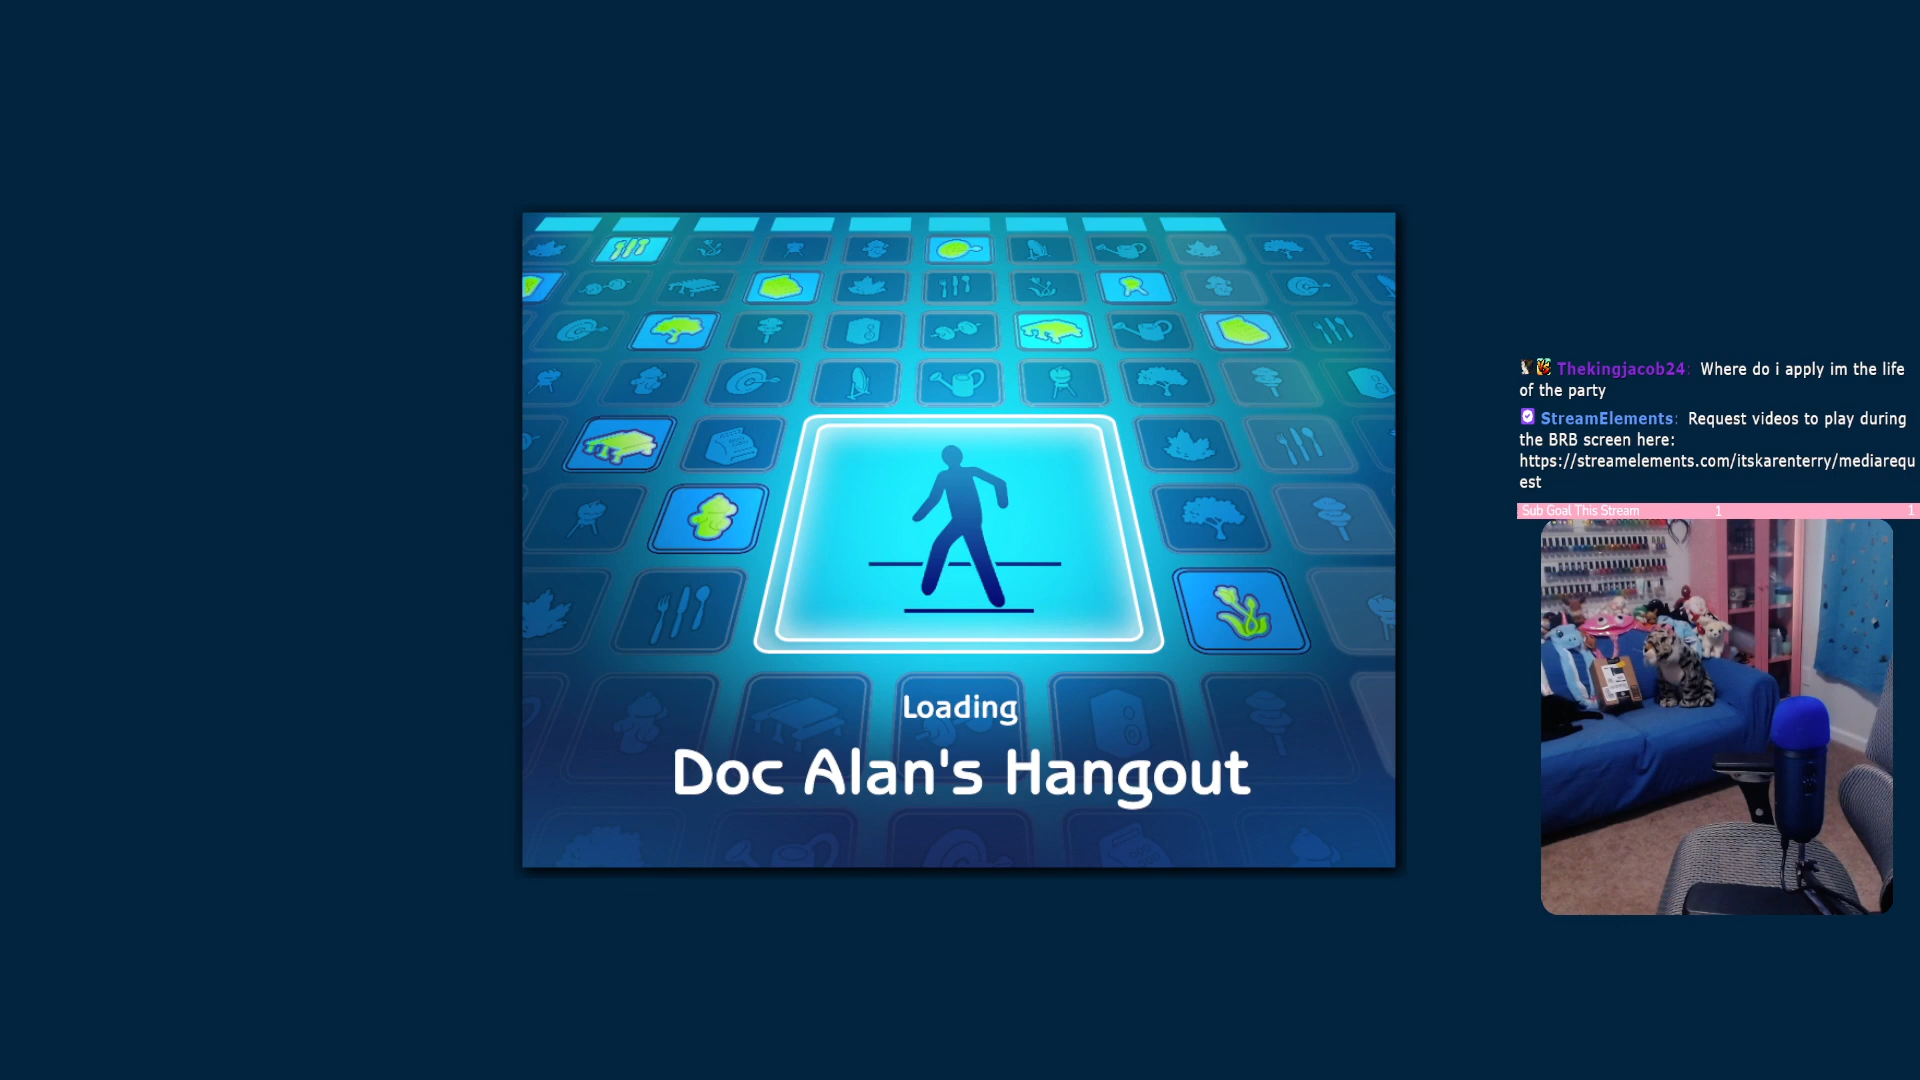 Loading
Doc Alan's Hangout
Thekingjacob24: Where do i apply im the life
of the party
StreamElements: Request videos to play during
the BRB screen here:
https://streamelements.com/itskarenterry/mediarequ
est
Sub Goal This Stream 1 1